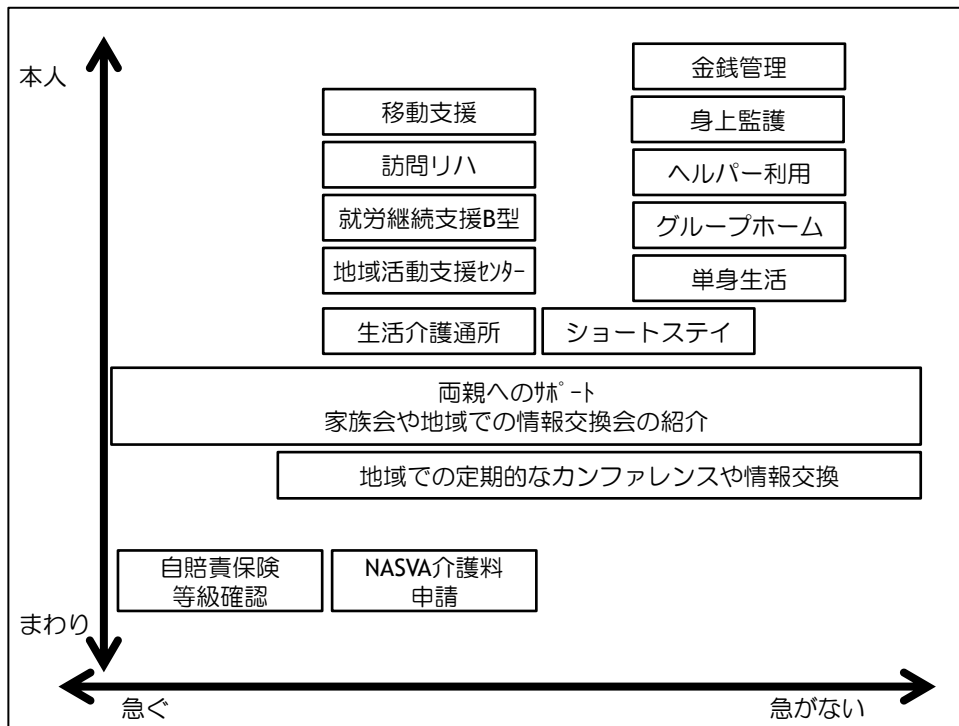 本人
金銭管理
移動支援
身上監護
訪問リハ
ヘルパー利用
就労継続支援B型
グループホーム
地域活動支援ｾﾝﾀｰ
単身生活
生活介護通所
ショートステイ
両親へのｻﾎﾟｰﾄ
家族会や地域での情報交換会の紹介
地域での定期的なカンファレンスや情報交換
自賠責保険
等級確認
NASVA介護料
申請
まわり
急ぐ
急がない